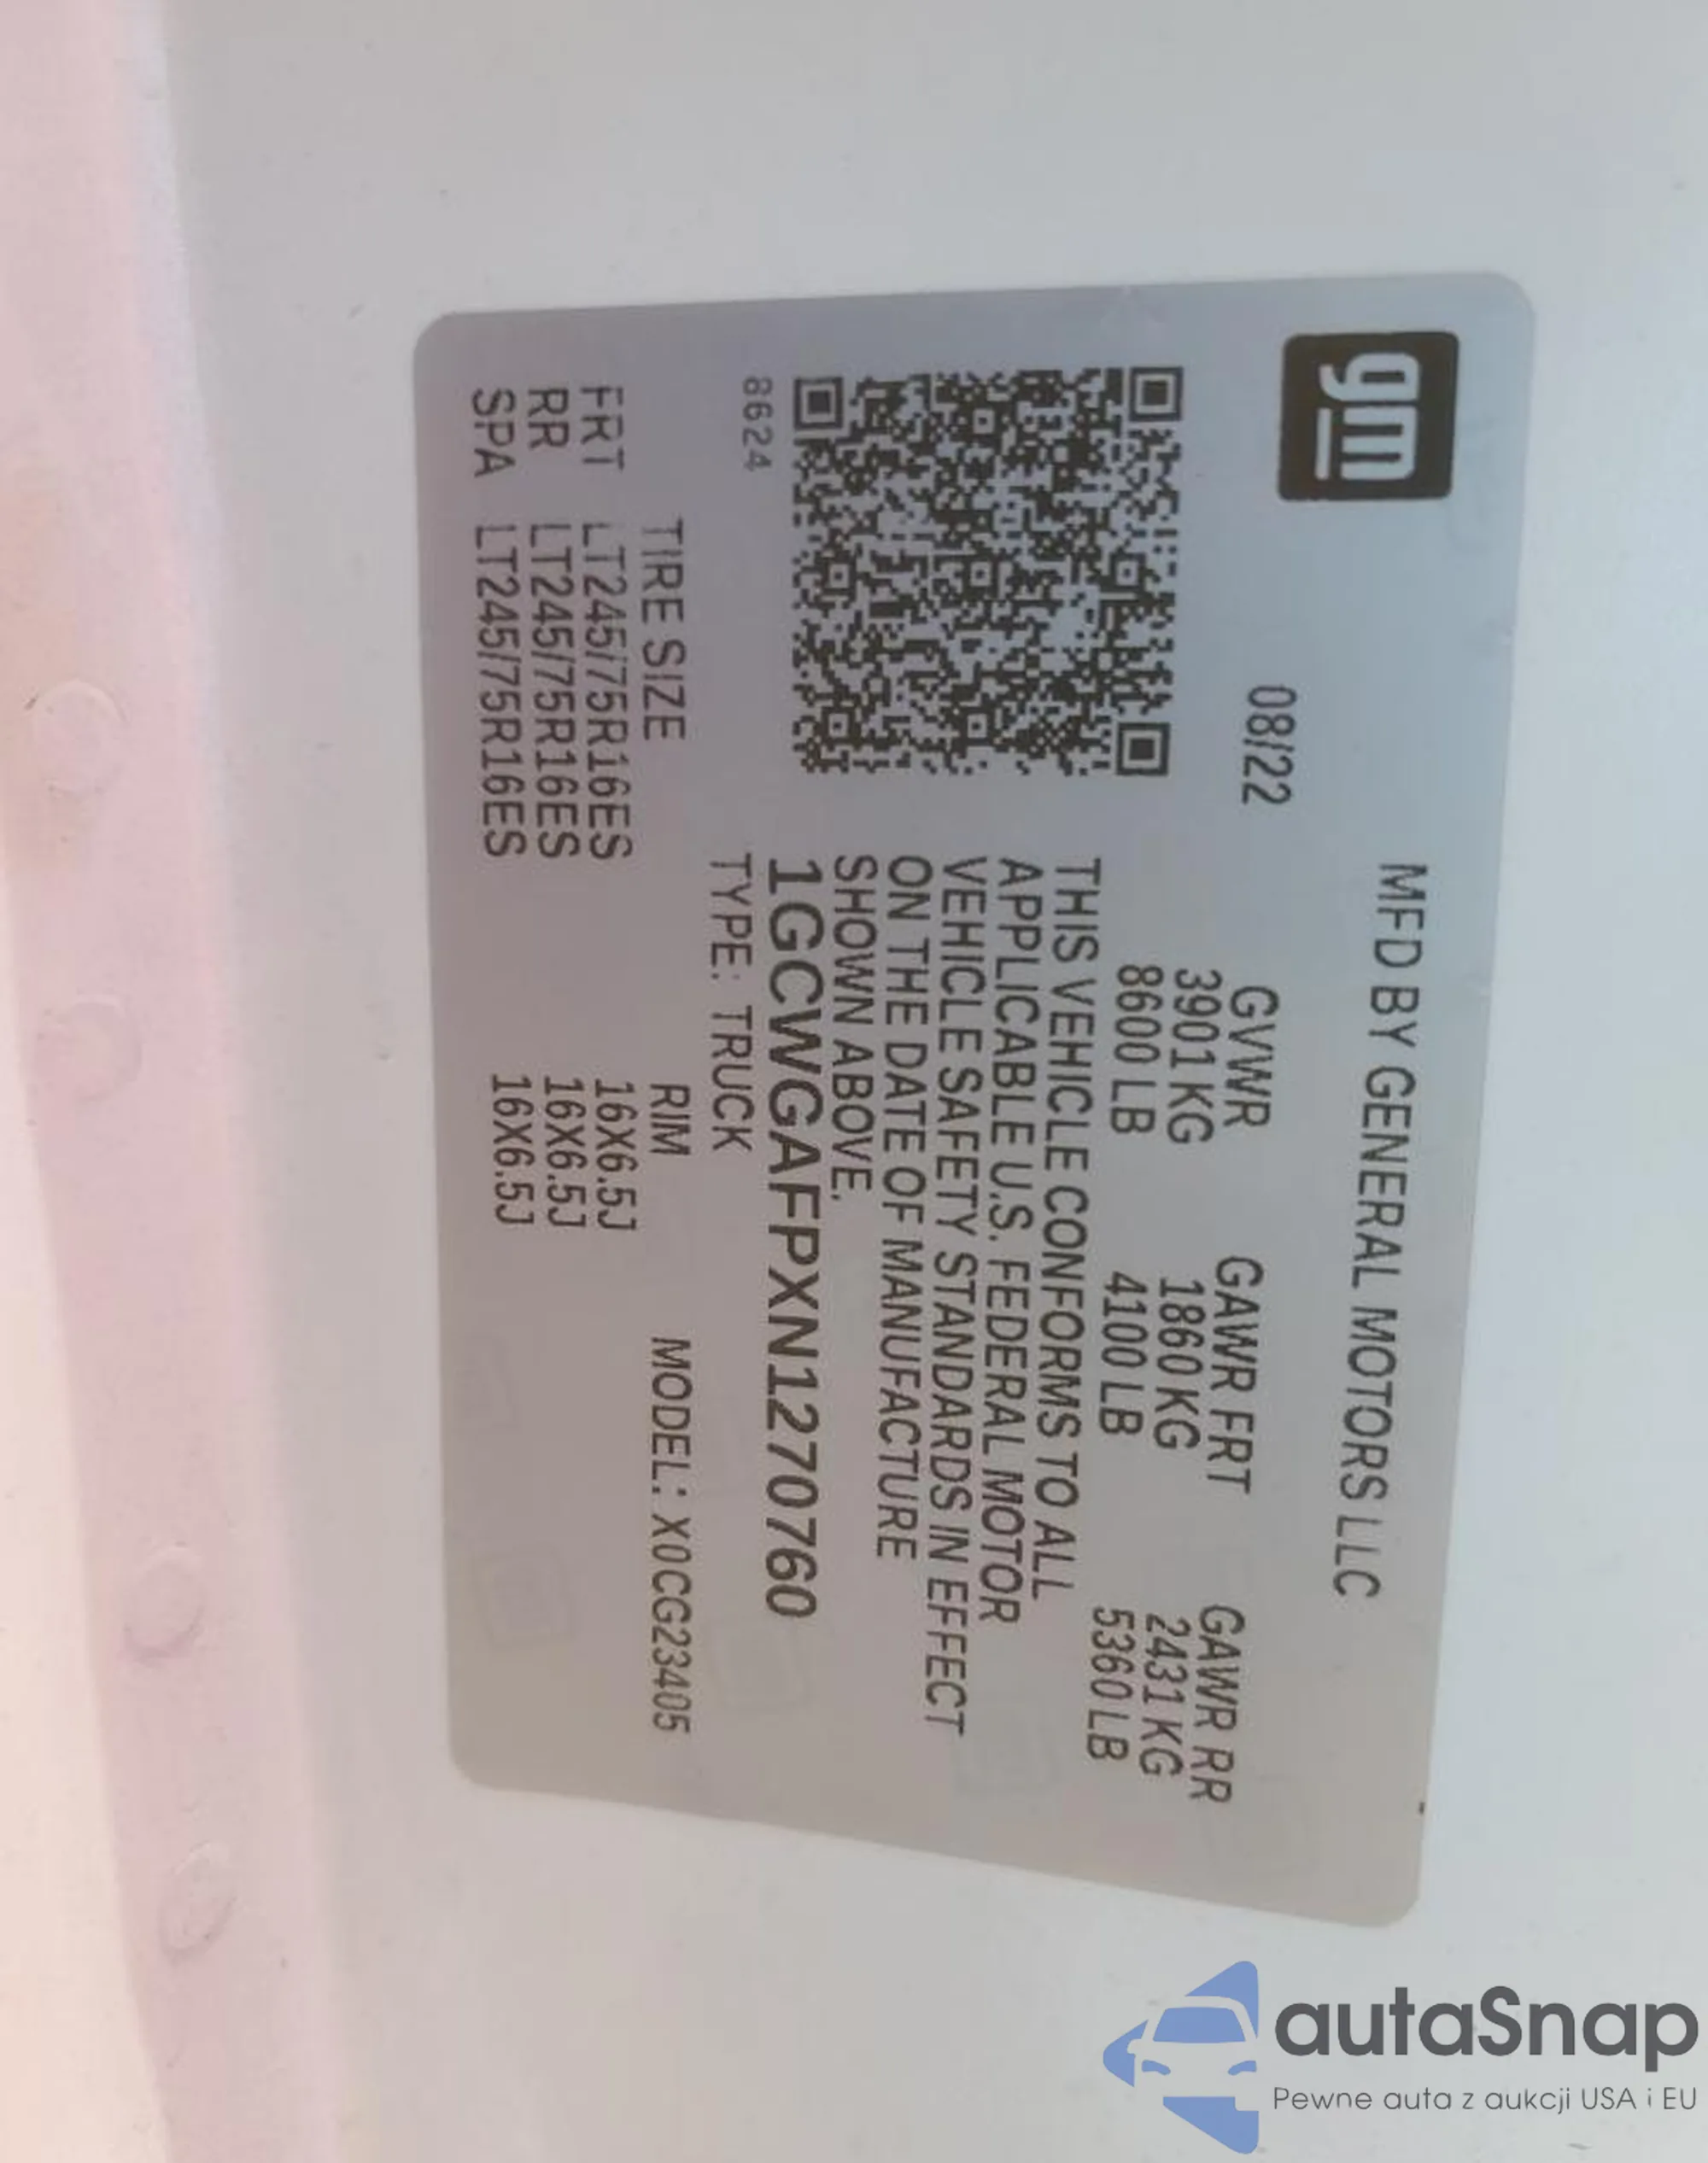 gm
MFD BY GENERAL MOTORS LLC
08/22
GVWR GAWR FRT GAWR RR
3901 KG 1860 KG 2431 KG
8600 LB 4100 LB 5360 LB
THIS VEHICLE CONFORMS TO ALL
APPLICABLE U.S. FEDERAL MOTOR
VEHICLE SAFETY STANDARDS IN EFFECT
ON THE DATE OF MANUFACTURE
SHOWN ABOVE.
8624
1GCWGAFPXN1270760
TYPE: TRUCK
TIRE SIZE RIM MODEL: X0CG23405
FRT LT245/75R16ES 16X6.5J
RR LT245/75R16ES 16X6.5J
SPA LT245/75R16ES 16X6.5J
autaSnap
Pewne auta z aukcji USA i EU